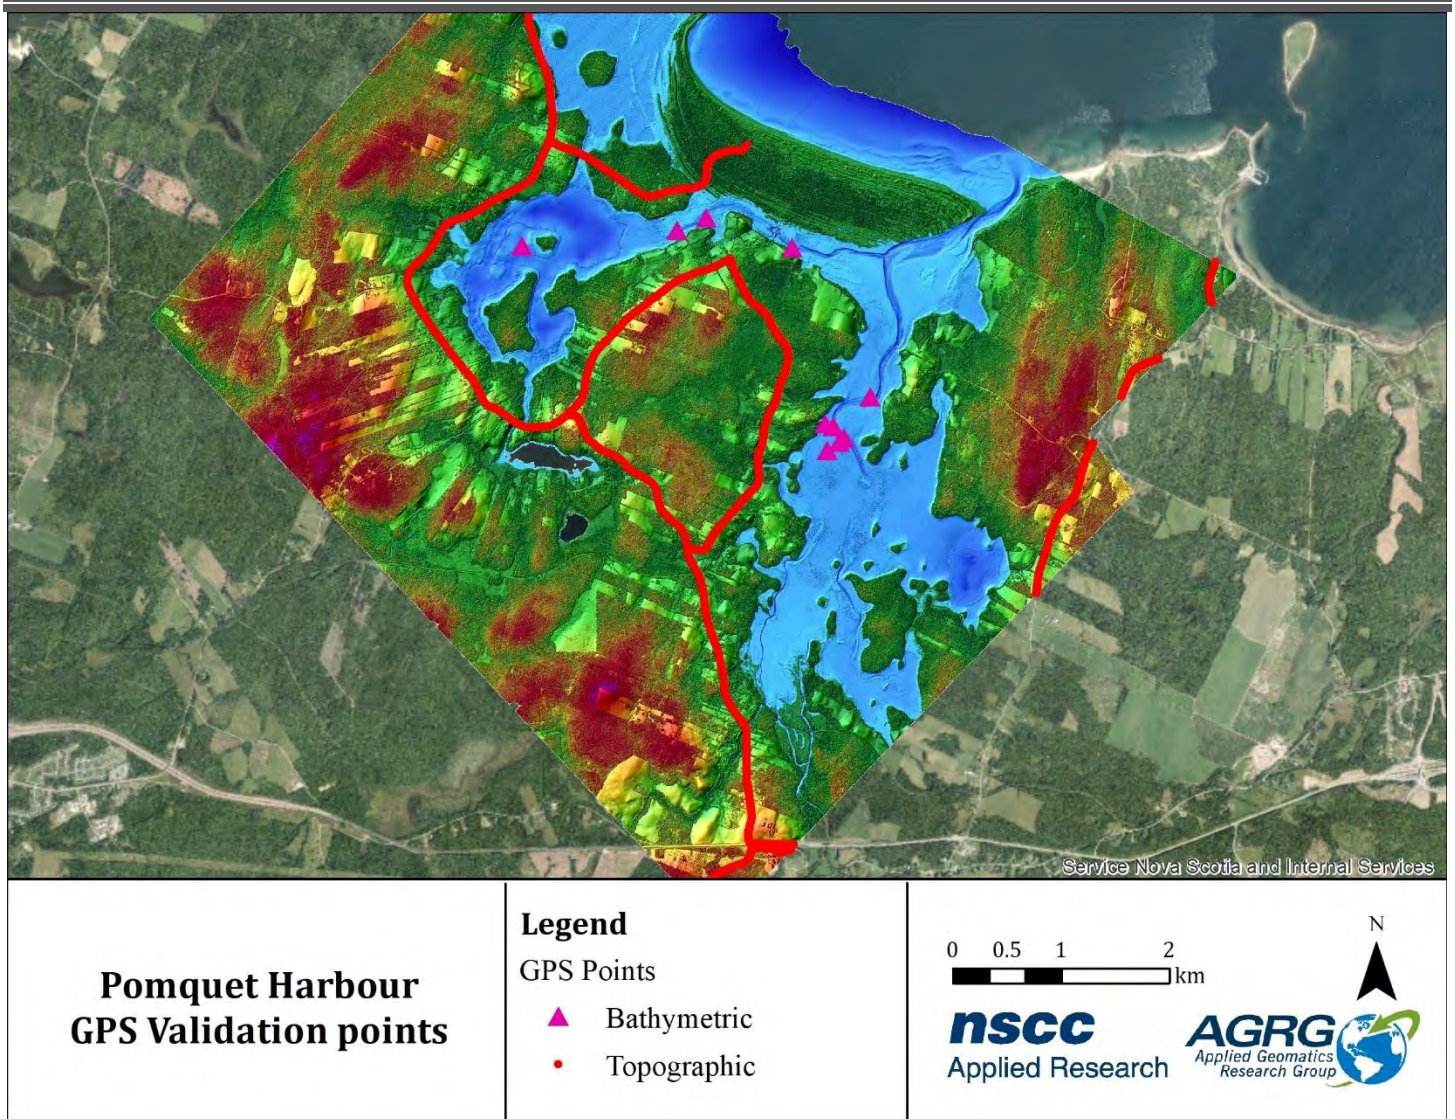 Service Nova Scotia and Internal Services
Pomquet Harbour
GPS Validation points
Legend
GPS Points
Bathymetric
Topographic
0 0.5 1 2
km
N
nscc
Applied Research
AGRG
Applied Geomatics
Research Group